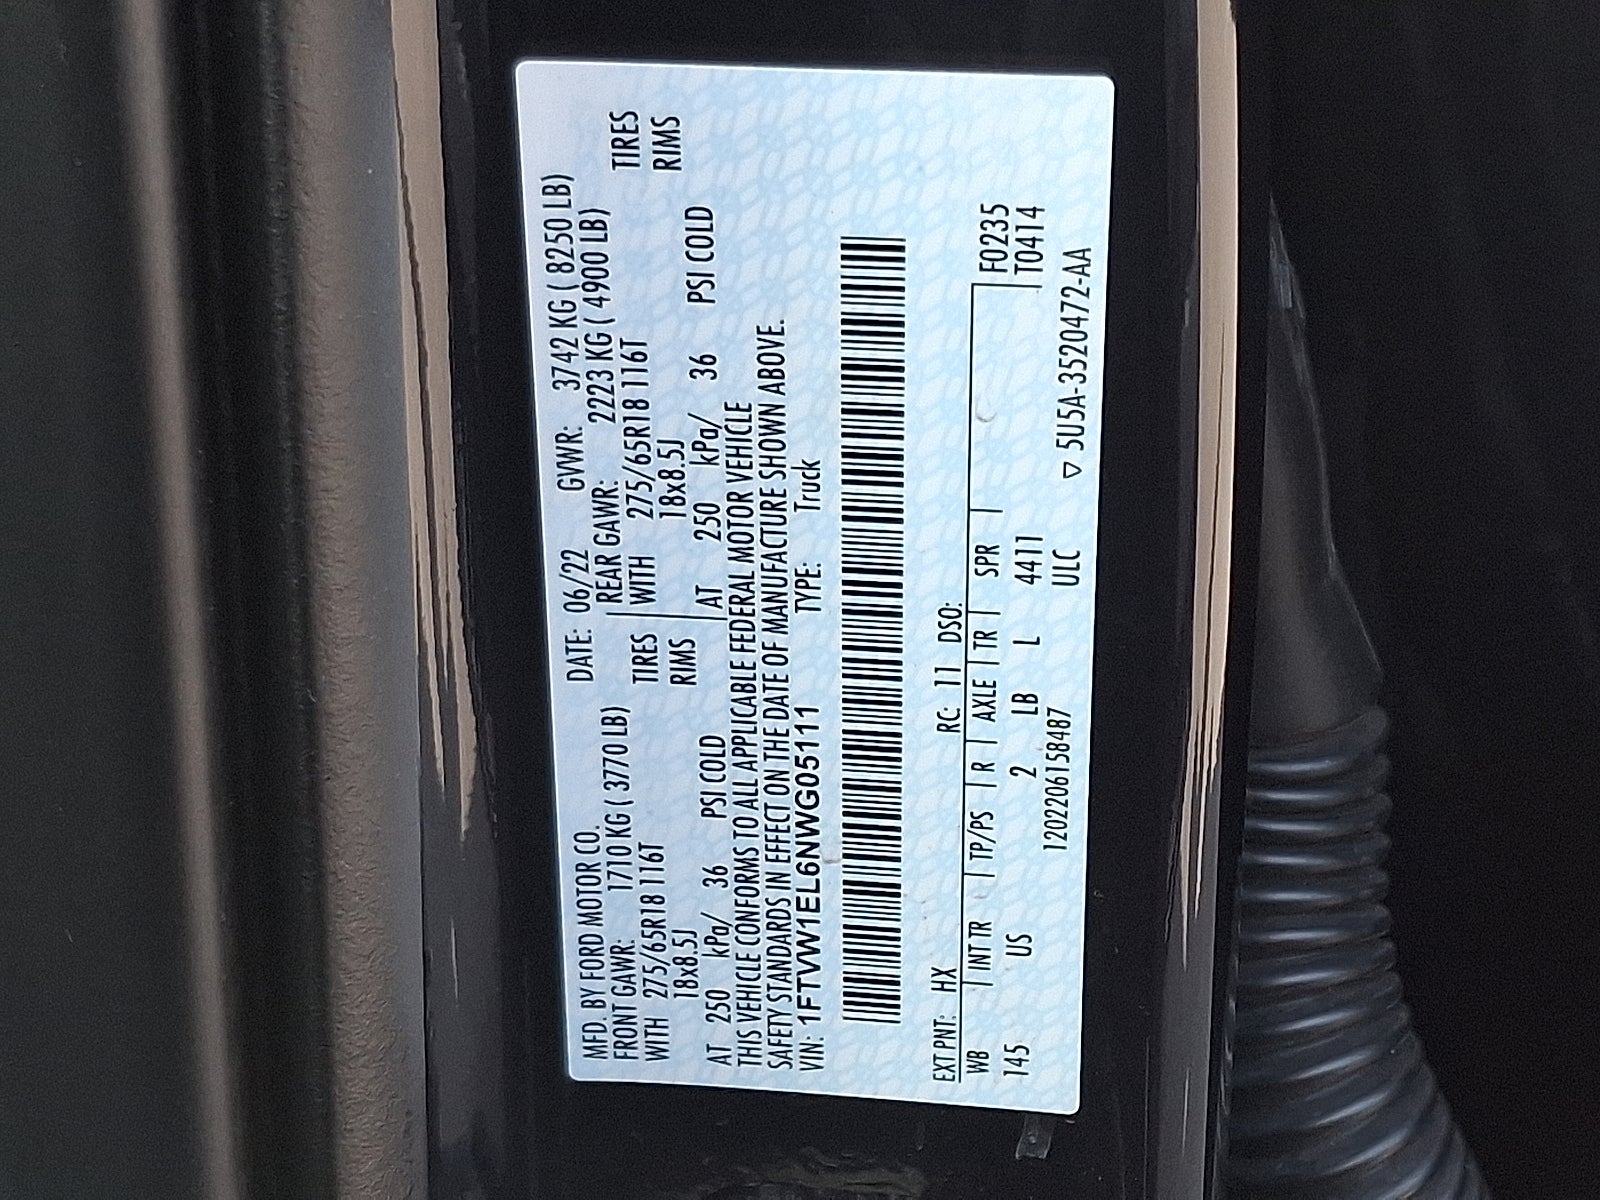 MFD. BY FORD MOTOR CO. DATE: 06/22 GVWR: 3742 KG ( 8250 LB)
FRONT GAWR: 1710 KG ( 3770 LB) REAR GAWR: 2223 KG ( 4900 LB)
WITH 275/65R18 116T TIRES WITH 275/65R18 116T TIRES
18x8.5J RIMS 18x8.5J RIMS
AT 250 kPa/ 36 PSI COLD AT 250 kPa/ 36 PSI COLD
THIS VEHICLE CONFORMS TO ALL APPLICABLE FEDERAL MOTOR VEHICLE
SAFETY STANDARDS IN EFFECT ON THE DATE OF MANUFACTURE SHOWN ABOVE.
VIN: 1FTVW1EL6NWG05111 TYPE: Truck
EXT PNT: HX RC: 11 DSO:
WB INT TR TP/PS R AXLE TR SPR F0235
145 US 2 LB L 4411 T0414
12022061584​87 ULC ▽ 5U5A-3520472-AA